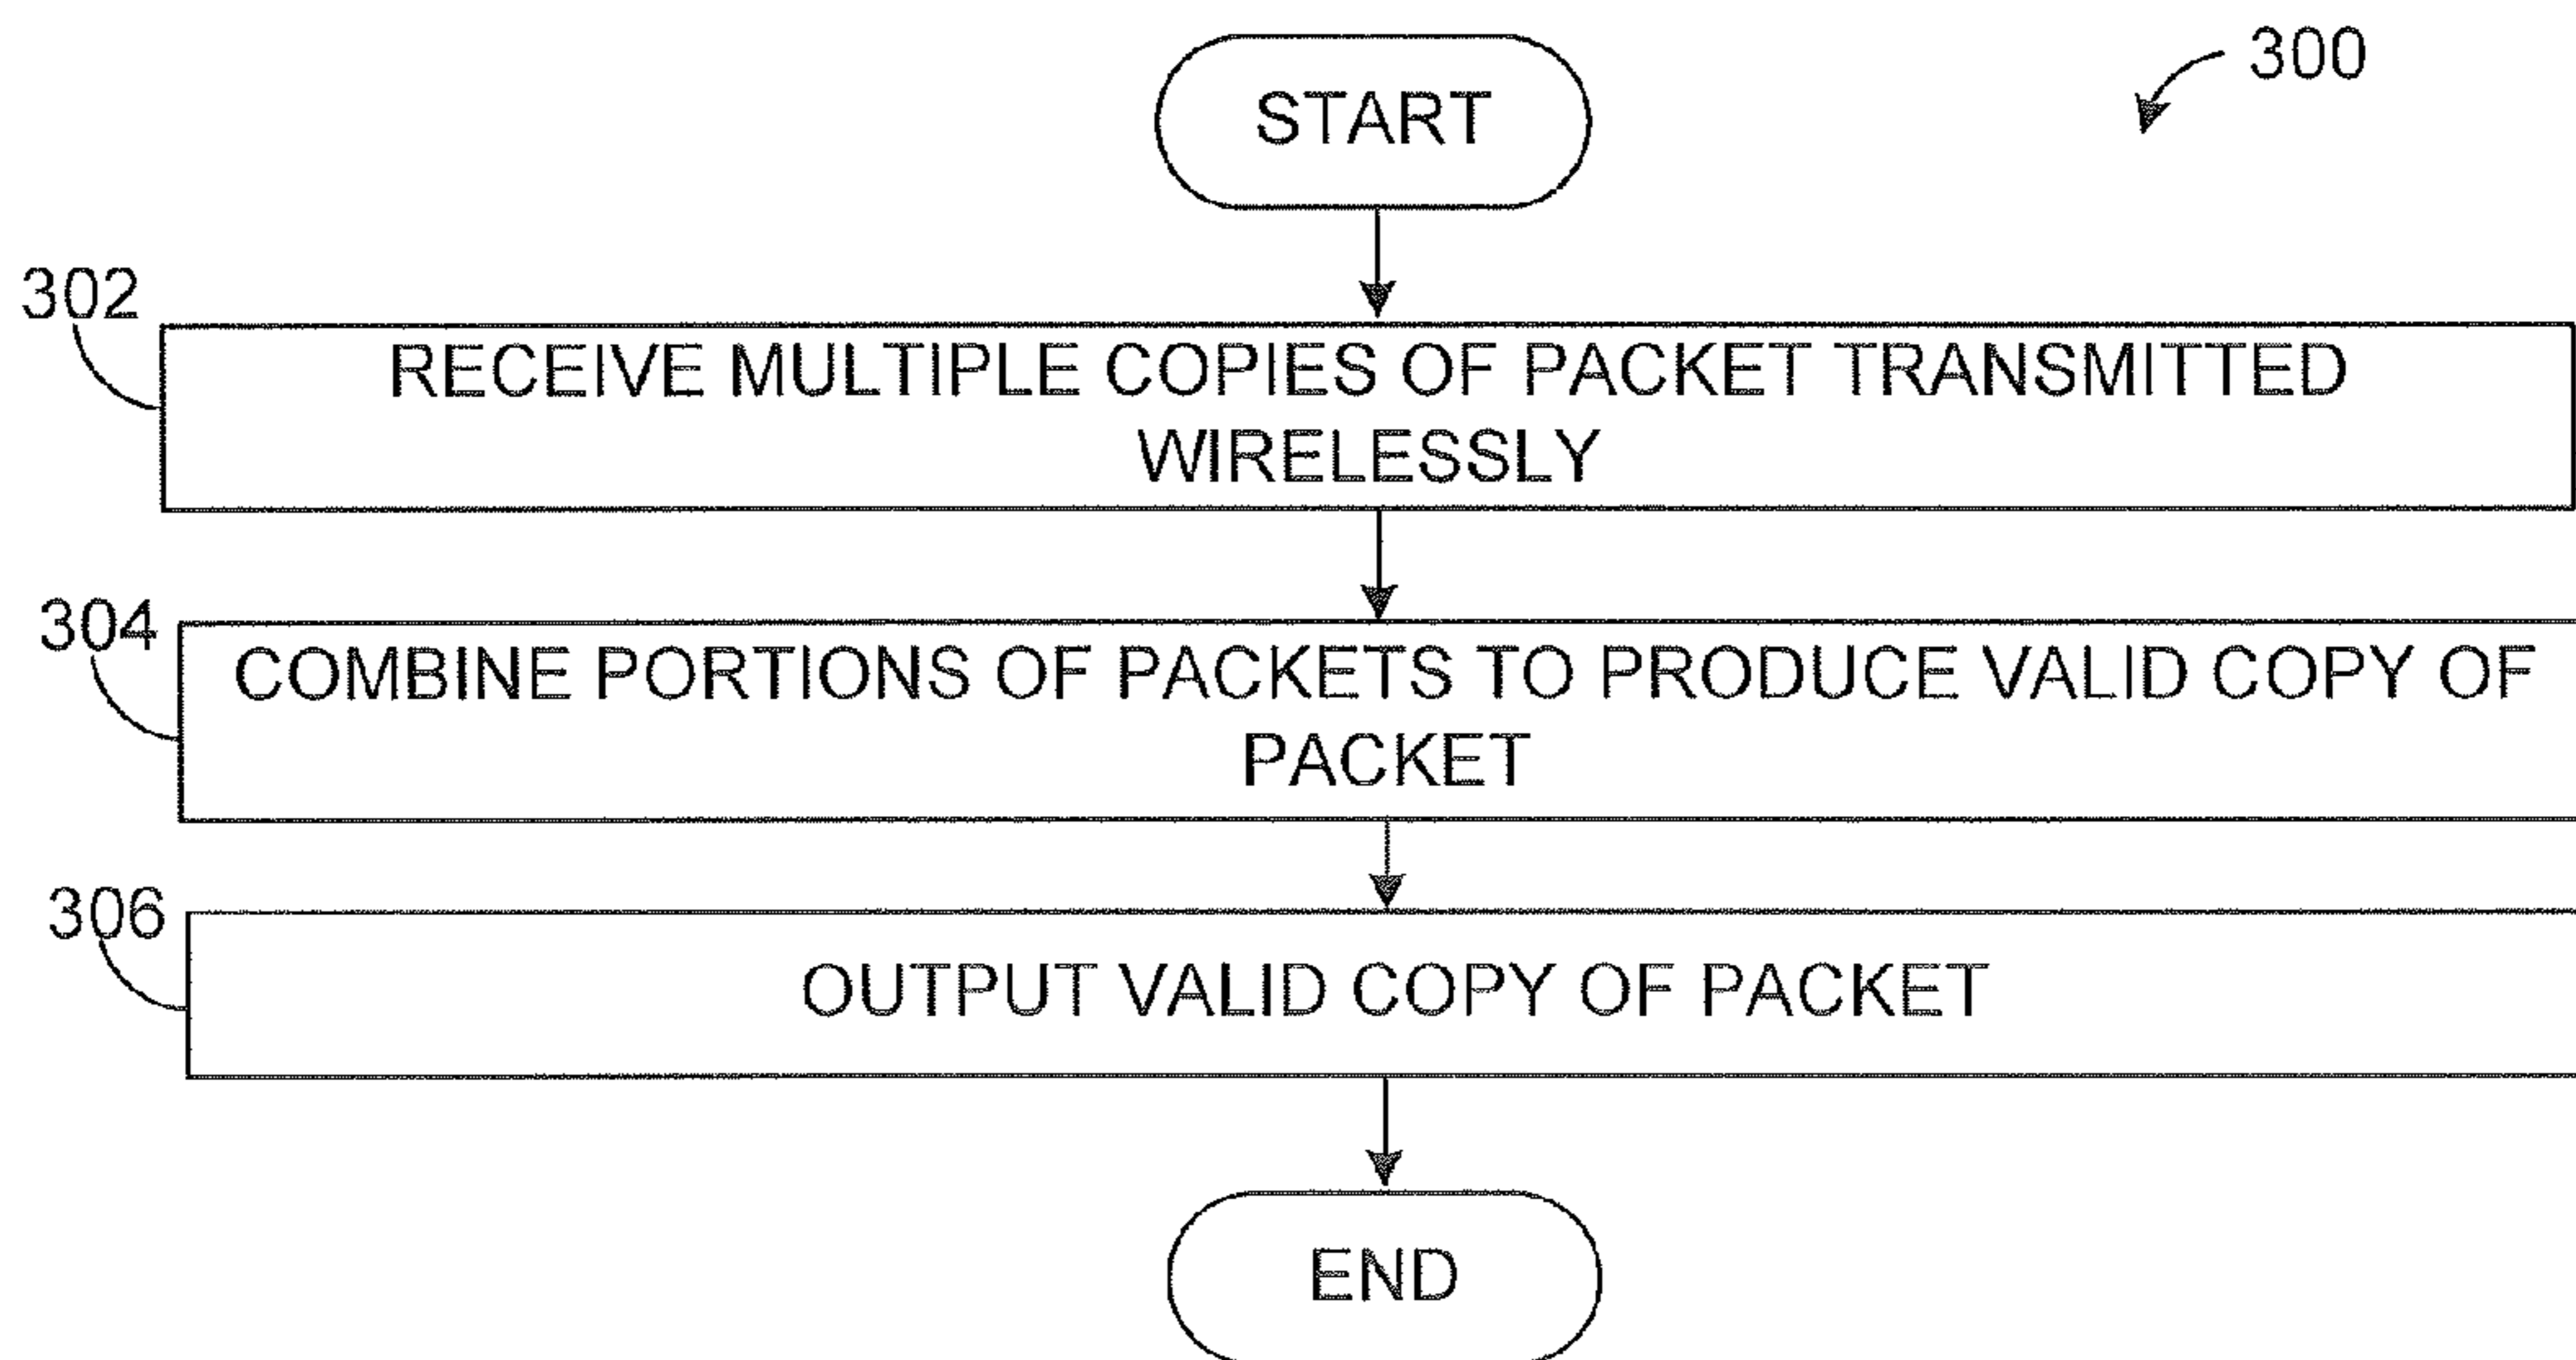 START
300
302
RECEIVE MULTIPLE COPIES OF PACKET TRANSMITTED
WIRELESSLY
304
COMBINE PORTIONS OF PACKETS TO PRODUCE VALID COPY OF
PACKET
306
OUTPUT VALID COPY OF PACKET
END